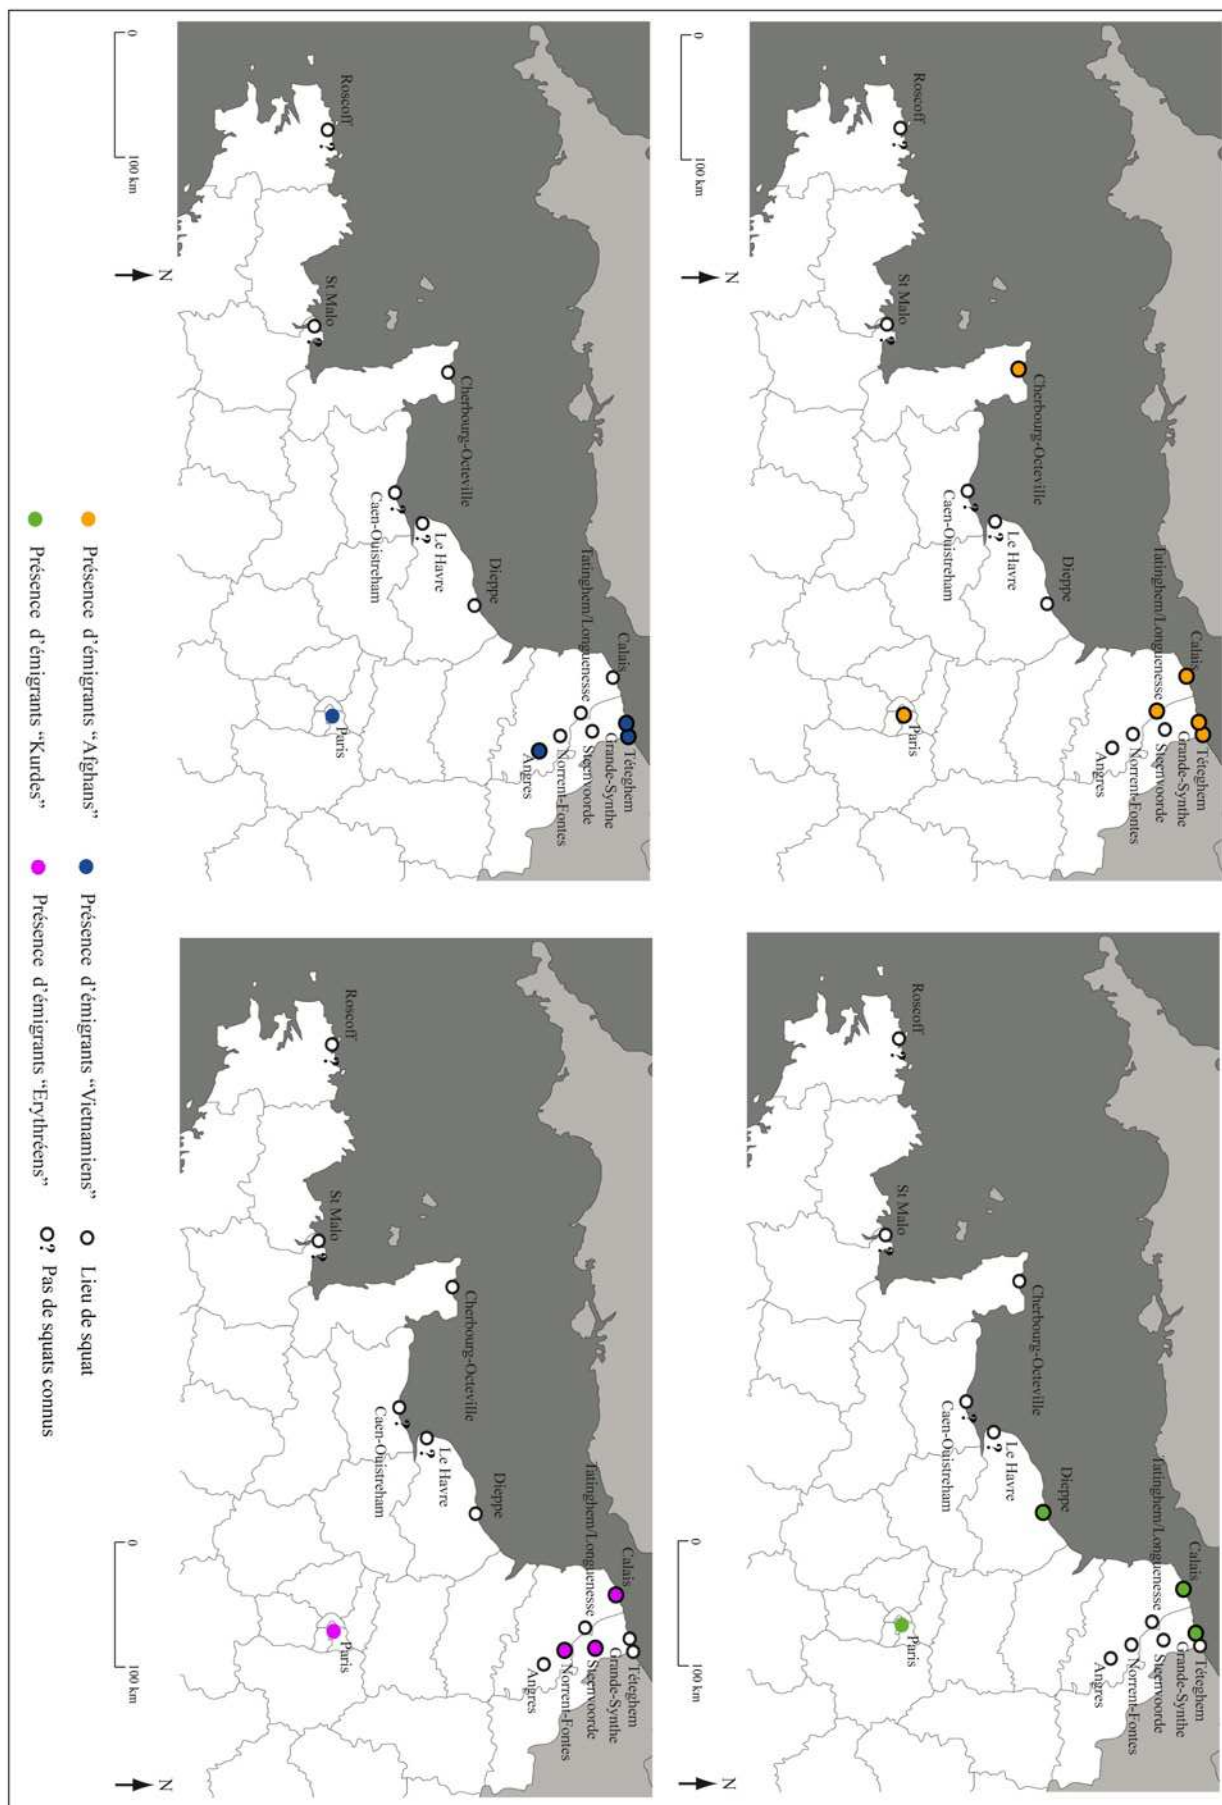 Roscoff
?
St Malo
?
Cherbourg-Octeville
Caen-Ouistreham
?
Le Havre
?
Dieppe
Tatinghem/Longuenesse
Calais
Téteghem
Grande-Synthe
Steenvoorde
Norrent-Fontes
Angres
Paris
0
100 km
N
Roscoff
?
St Malo
?
Cherbourg-Octeville
Caen-Ouistreham
?
Le Havre
?
Dieppe
Tatinghem/Longuenesse
Calais
Téteghem
Grande-Synthe
Steenvoorde
Norrent-Fontes
Angres
Paris
0
100 km
N
Roscoff
?
St Malo
?
Cherbourg-Octeville
Caen-Ouistreham
?
Le Havre
?
Dieppe
Tatinghem/Longuenesse
Calais
Téteghem
Grande-Synthe
Steenvoorde
Norrent-Fontes
Angres
Paris
0
100 km
N
Roscoff
?
St Malo
?
Cherbourg-Octeville
Caen-Ouistreham
?
Le Havre
?
Dieppe
Tatinghem/Longuenesse
Calais
Téteghem
Grande-Synthe
Steenvoorde
Norrent-Fontes
Angres
Paris
0
100 km
N
Présence d'émigrants “Afghans”
Présence d'émigrants “Vietnamiens”
Lieu de squat
Présence d'émigrants “Kurdes”
Présence d'émigrants “Erythréens”
? Pas de squats connus